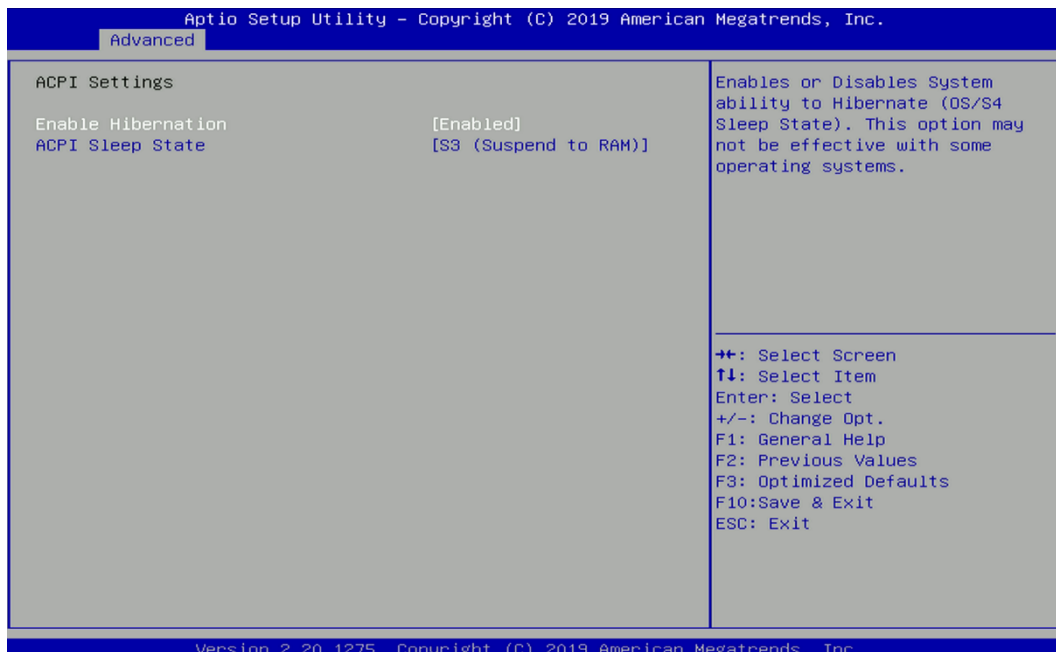 Aptio Setup Utility – Copyright (C) 2019 American Megatrends, Inc.
Advanced
ACPI Settings
Enable Hibernation [Enabled]
ACPI Sleep State [S3 (Suspend to RAM)]
Enables or Disables System
ability to Hibernate (OS/S4
Sleep State). This option may
not be effective with some
operating systems.
→←: Select Screen
↑↓: Select Item
Enter: Select
+/-: Change Opt.
F1: General Help
F2: Previous Values
F3: Optimized Defaults
F10:Save & Exit
ESC: Exit
Version 2.20.1275. Copyright (C) 2019 American Megatrends, Inc.